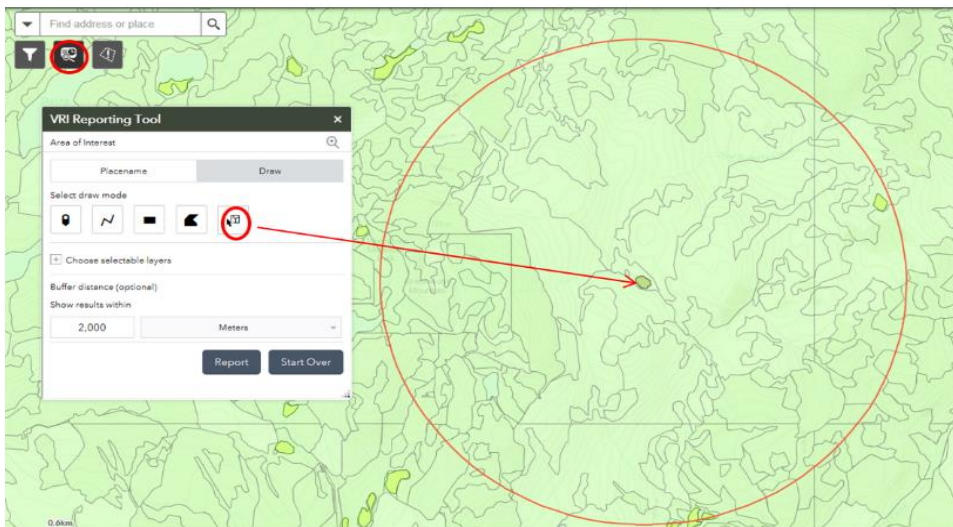 Find address or place
VRI Reporting Tool
Area of Interest
Placename Draw
Select draw mode
Choose selectable layers
Buffer distance (optional)
Show results within
2,000 Meters
Report Start Over
0.6km